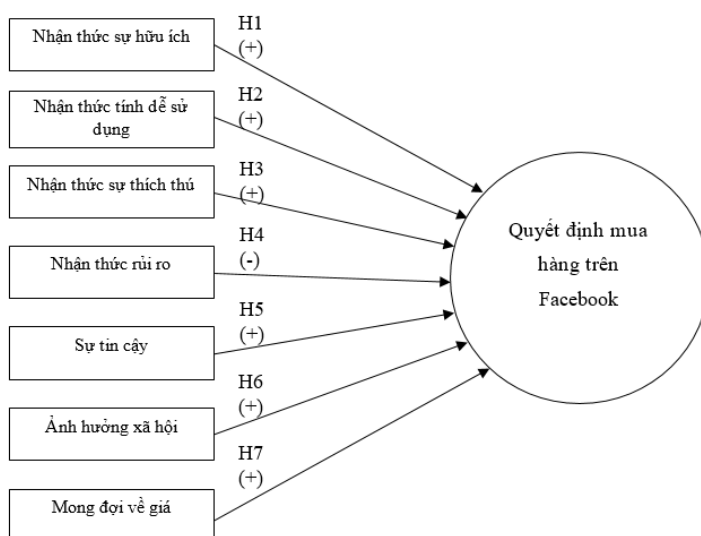 Nhận thức sự hữu ích
H1
(+)
Nhận thức tính dễ sử
dụng
H2
(+)
Nhận thức sự thích thú
H3
(+)
Nhận thức rủi ro
H4
(-)
Sự tin cậy
H5
(+)
Ảnh hưởng xã hội
H6
(+)
Mong đợi về giá
H7
(+)
Quyết định mua
hàng trên
Facebook